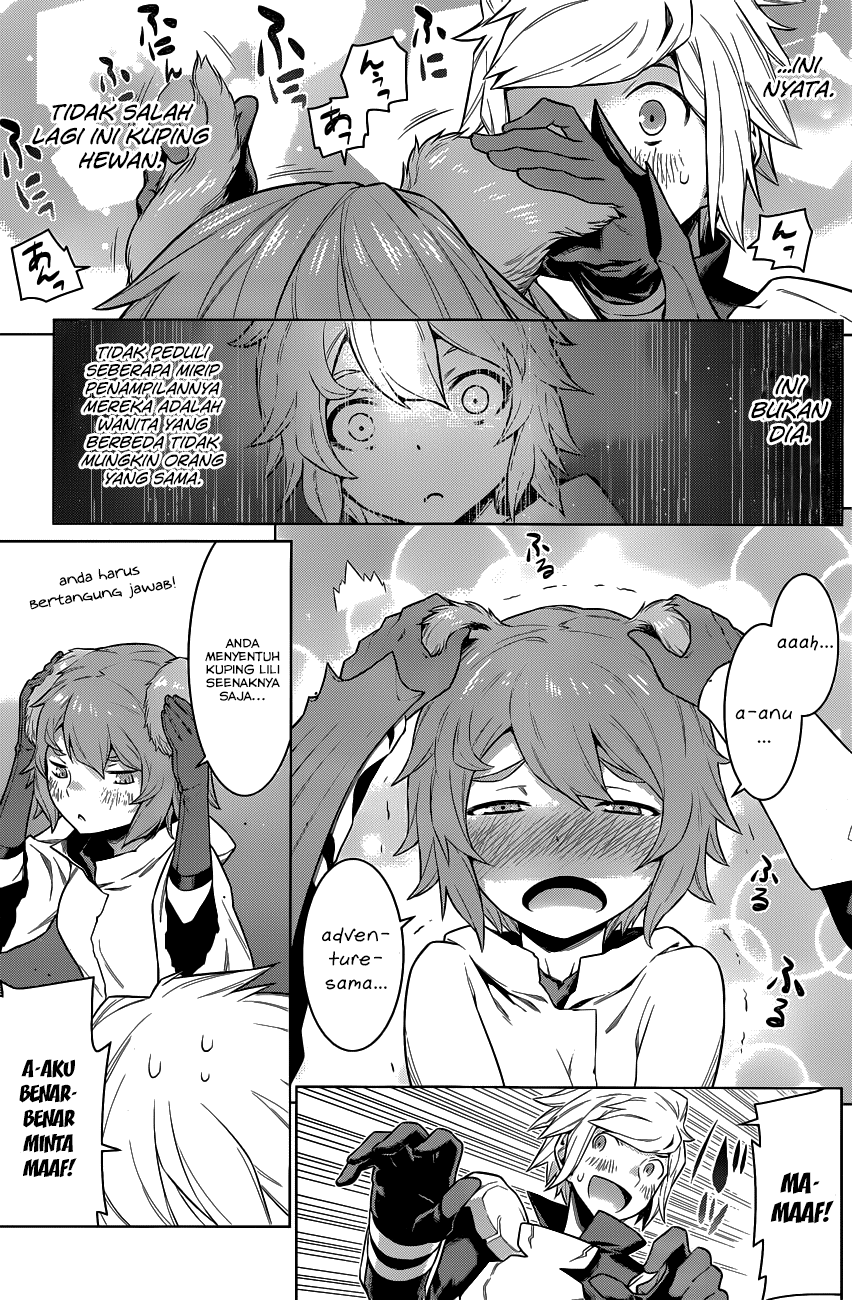 ...INI
NYATA.
ふにっ
ふにっ
んぅっ
あっ
TIDAK SALAH
LAGI INI KUPING
HEWAN.
ふにっ
ふにっ
んっ
あんっ
INI
BUKAN
DIA.
TIDAK PEDULI
SEBERAPA MIRIP
PENAMPILANNYA
MEREKA ADALAH
WANITA YANG
BERBEDA TIDAK
MUNGKIN ORANG
YANG SAMA.
ふる
aaah...
a-anu
...
ふる
ふる
adven-
ture-
sama...
MA-
MAAF!
ANDA
MENYENTUH
KUPING LILI
SEENAKNYA
SAJA...
anda harus
bertangung jawab!
A-AKU
BENAR-
BENAR
MINTA
MAAF!